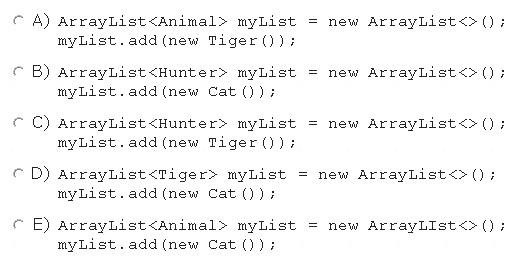 A) ArrayList<Animal> myList = new ArrayList<>();
myList.add(new Tiger());
B) ArrayList<Hunter> myList = new ArrayList<>();
myList.add(new Cat());
C) ArrayList<Hunter> myList = new ArrayList<>();
myList.add(new Tiger());
D) ArrayList<Tiger> myList = new ArrayList<>();
myList.add(new Cat());
E) ArrayList<Animal> myList = new ArrayLIst<>();
myList.add(new Cat());